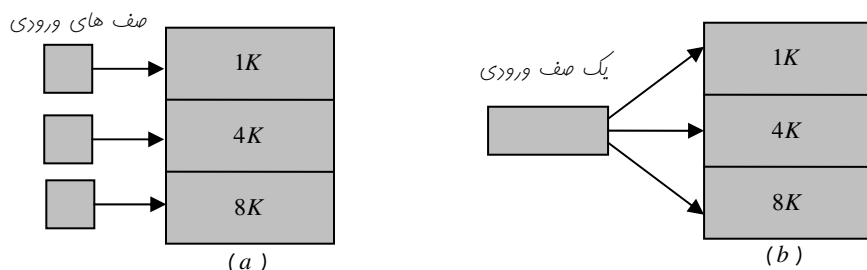 صف های ورودی
1K
4K
8K
(a)
یک صف ورودی
1K
4K
8K
(b)